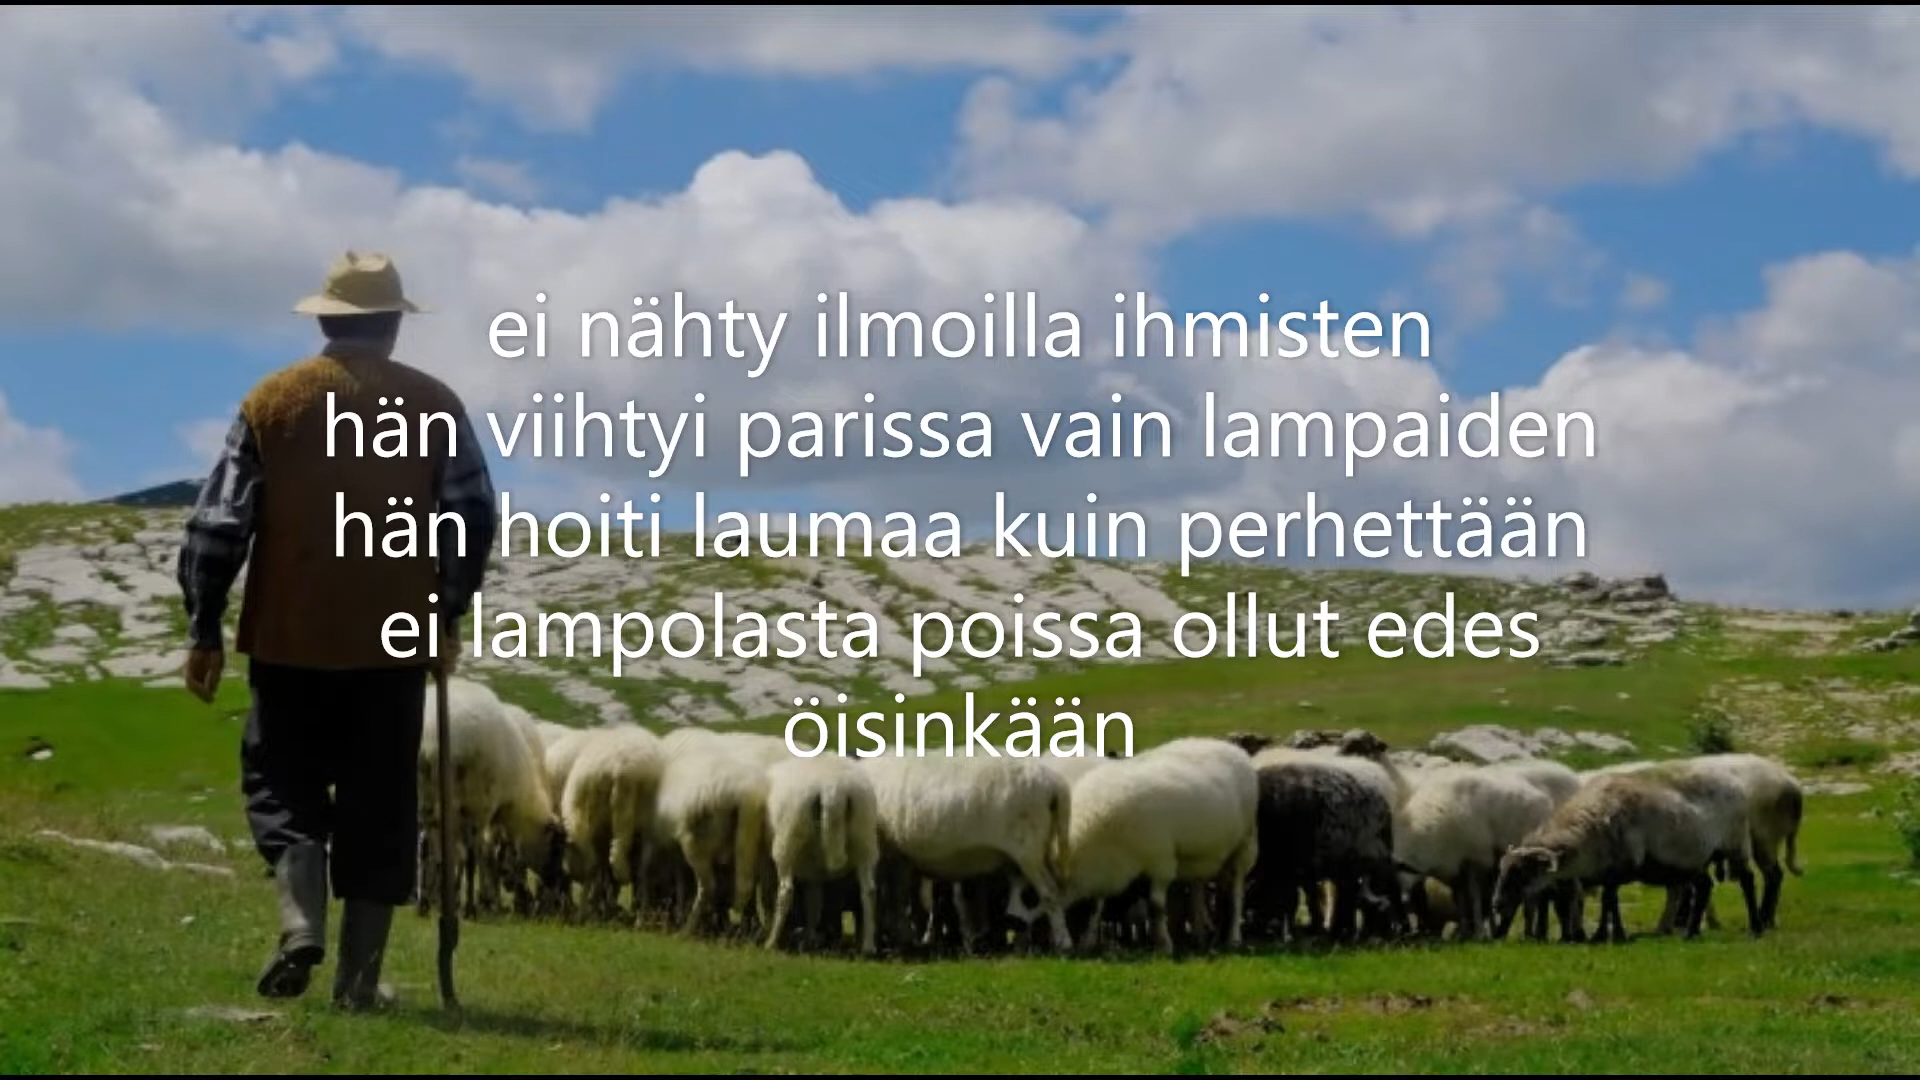 ei nähty ilmoilla ihmisten
hän viihtyi parissa vain lampaiden
hän hoiti laumaa kuin perhettään
ei lampolasta poissa ollut edes
öisinkään